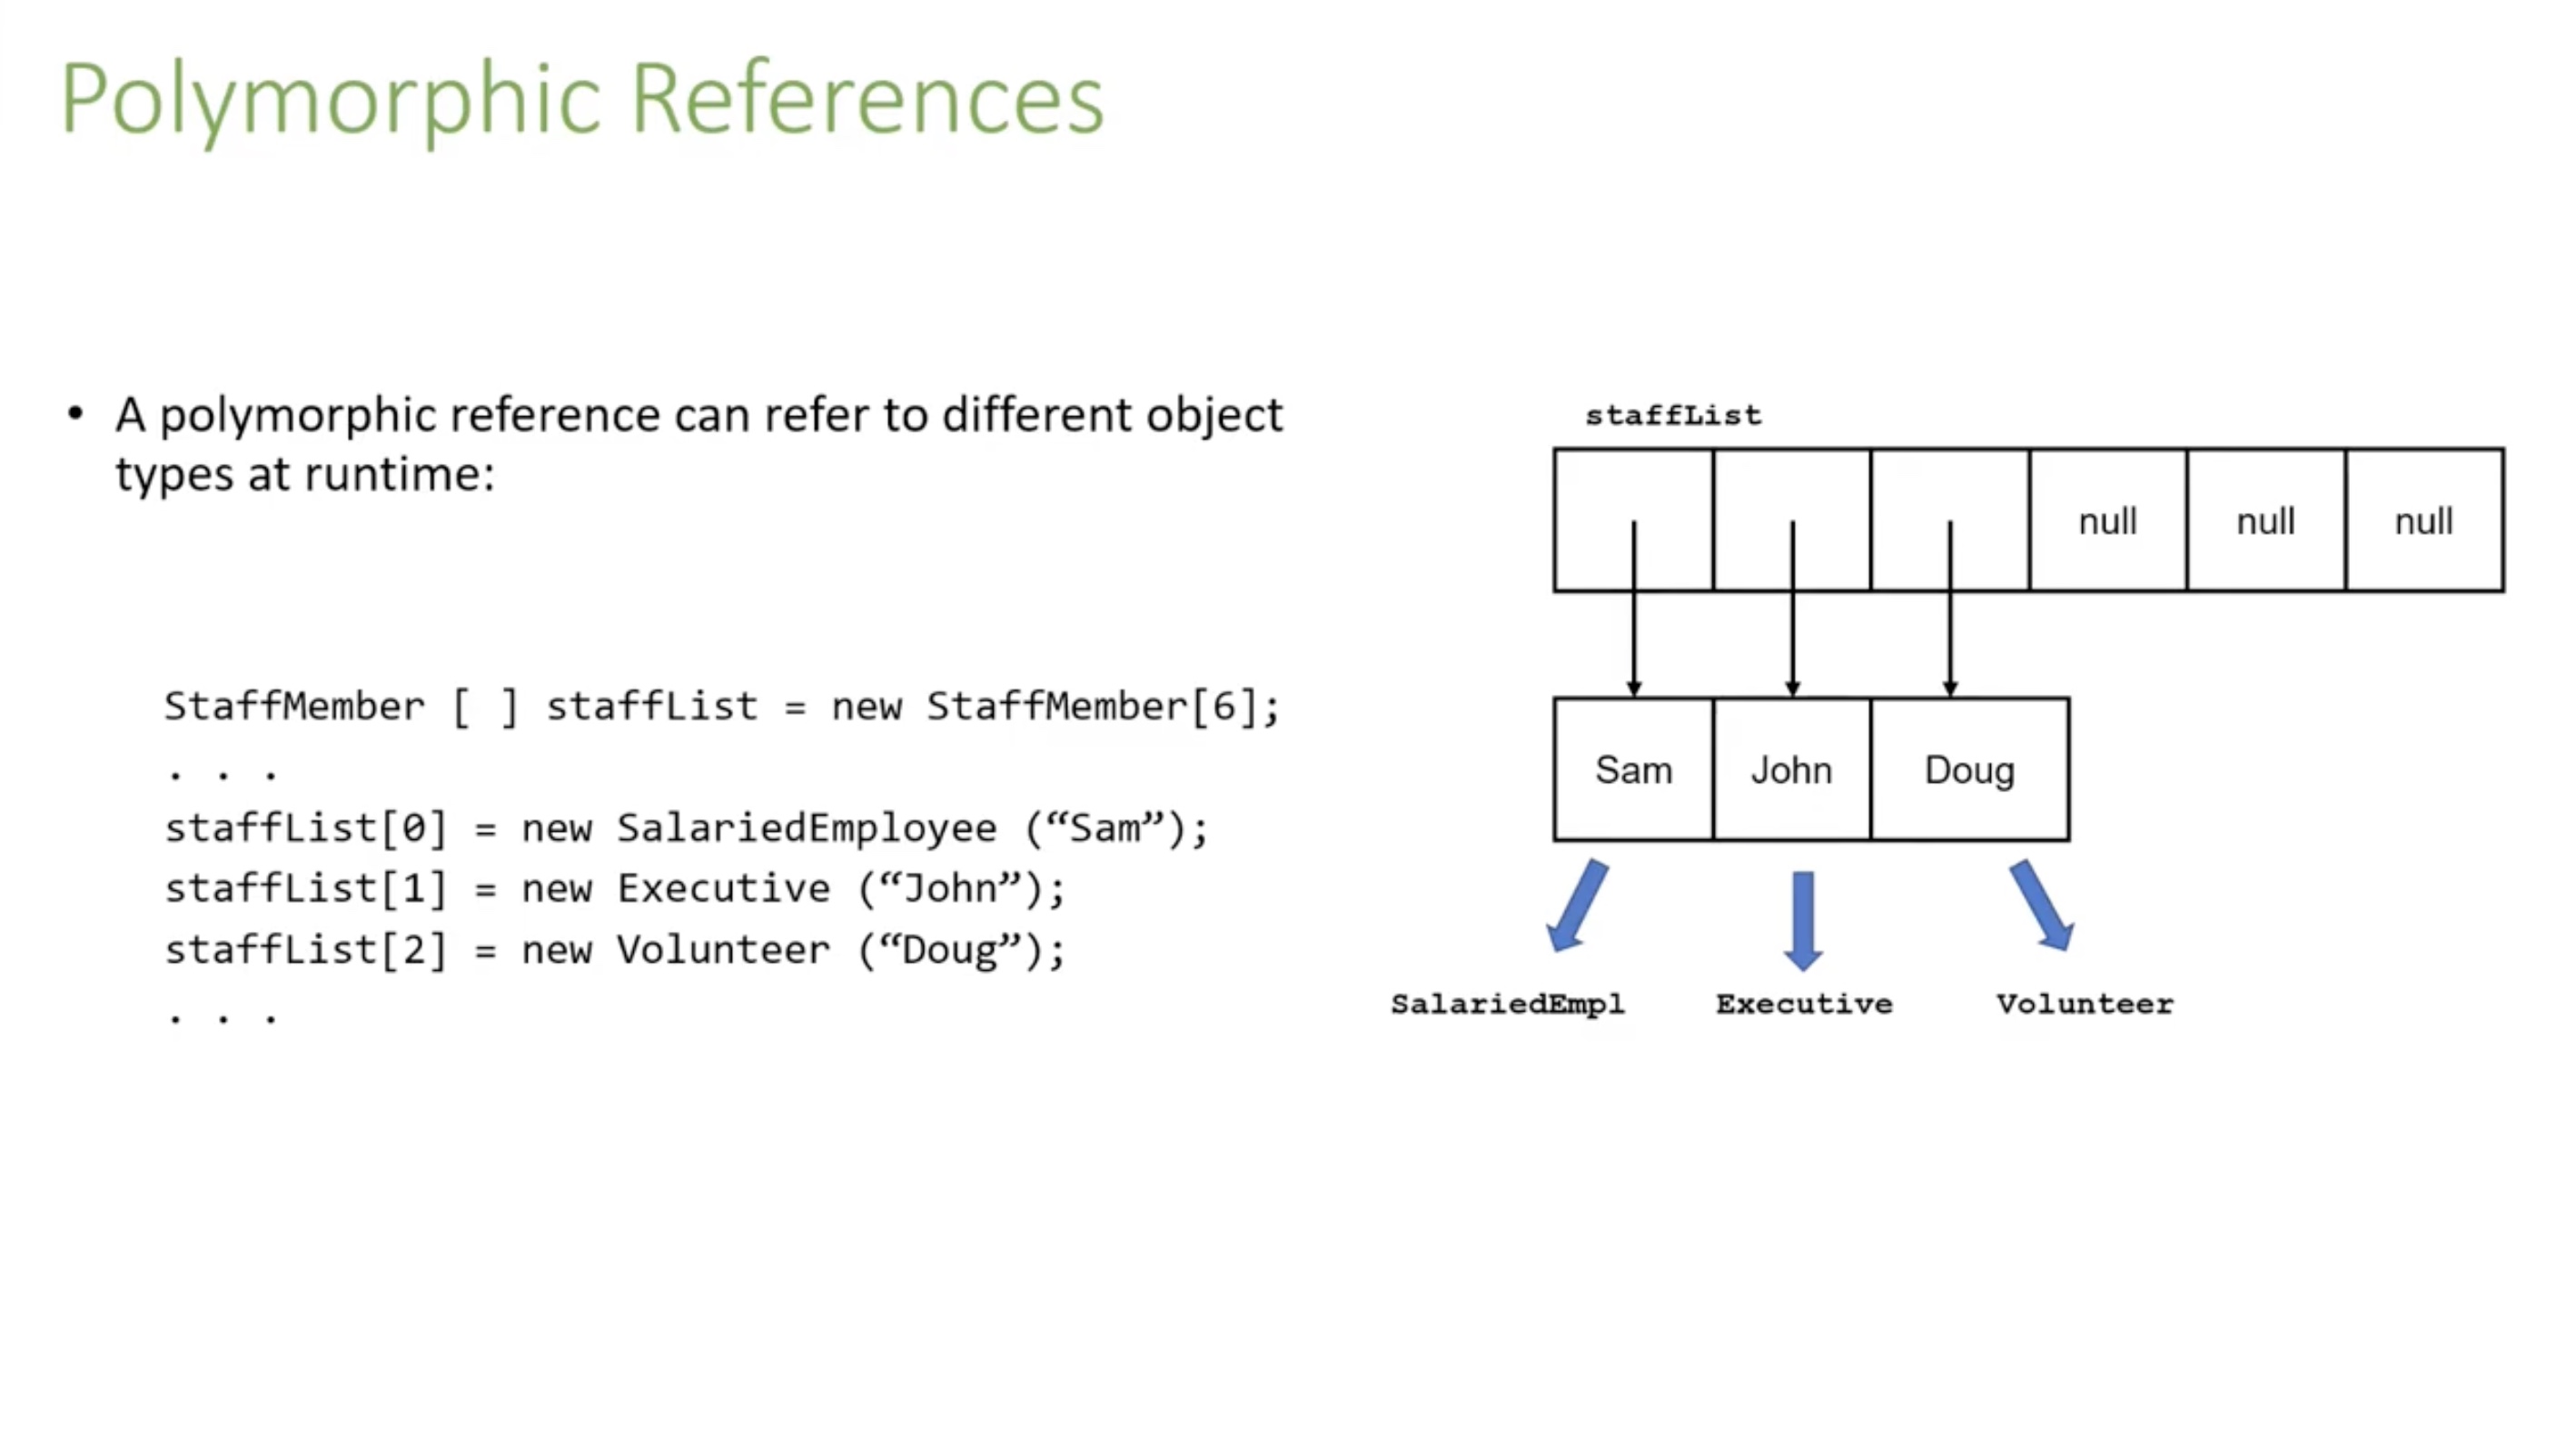 Polymorphic References
• A polymorphic reference can refer to different object
types at runtime:
StaffMember [ ] staffList = new StaffMember[6];
. . .
staffList[0] = new SalariedEmployee (“Sam”);
staffList[1] = new Executive (“John”);
staffList[2] = new Volunteer (“Doug”);
. . .
staffList
null null null
Sam John Doug
SalariedEmpl Executive Volunteer